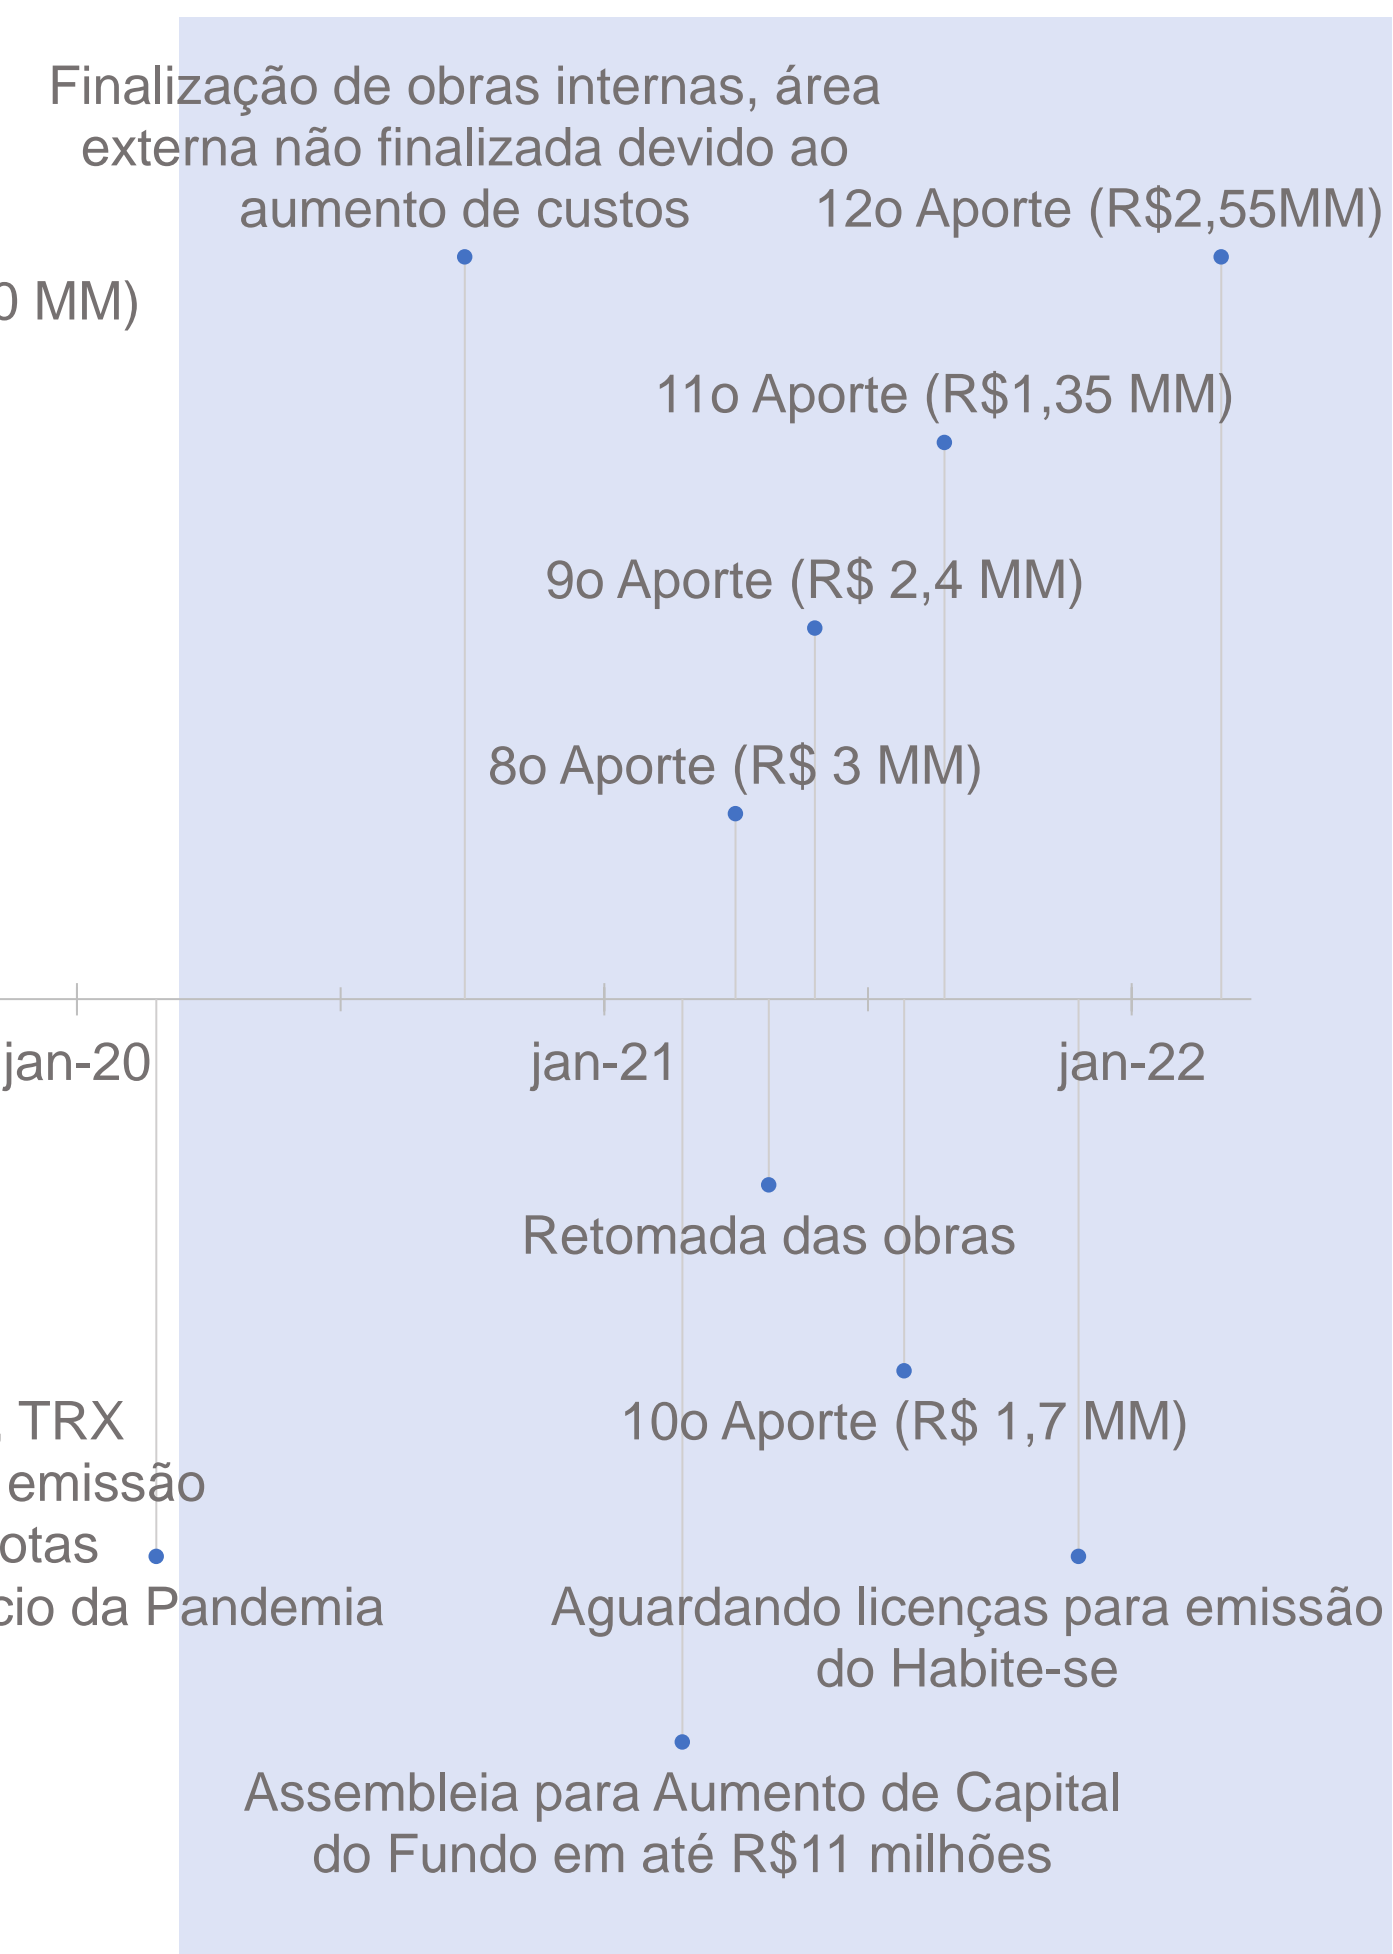 Finalização de obras internas, área
externa não finalizada devido ao
aumento de custos
12o Aporte (R$2,55MM)
0 MM)
11o Aporte (R$1,35 MM)
9o Aporte (R$ 2,4 MM)
8o Aporte (R$ 3 MM)
jan-20
jan-21
jan-22
Retomada das obras
TRX
emissão
otas
cio da Pandemia
10o Aporte (R$ 1,7 MM)
Aguardando licenças para emissão
do Habite-se
Assembleia para Aumento de Capital
do Fundo em até R$11 milhões